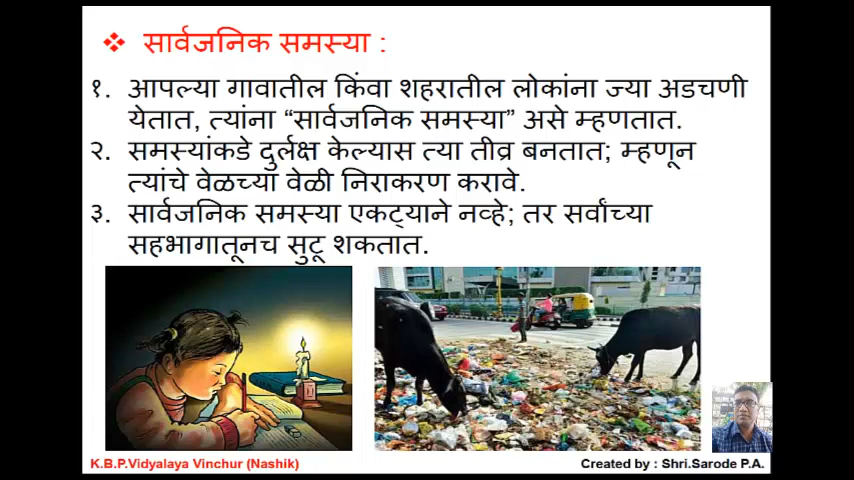 ❖ सार्वजनिक समस्या :
१. आपल्या गावातील किंवा शहरातील लोकांना ज्या अडचणी
येतात, त्यांना “सार्वजनिक समस्या” असे म्हणतात.
२. समस्यांकडे दुर्लक्ष केल्यास त्या तीव्र बनतात; म्हणून
त्यांचे वेळच्या वेळी निराकरण करावे.
३. सार्वजनिक समस्या एकट्याने नव्हे; तर सर्वांच्या
सहभागातूनच सुटू शकतात.
K.B.P.Vidyalaya Vinchur (Nashik)
Created by : Shri.Sarode P.A.